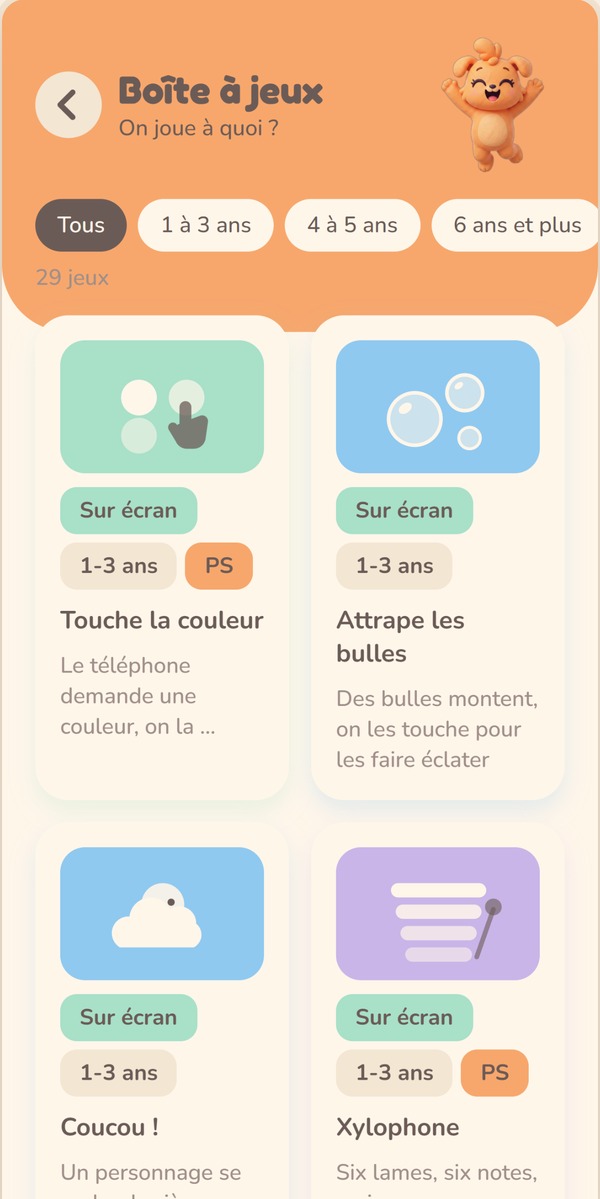 Boîte à jeux
On joue à quoi ?
Tous
1 à 3 ans
4 à 5 ans
6 ans et plus
29 jeux
Sur écran
1-3 ans
PS
Touche la couleur
Le téléphone
demande une
couleur, on la ...
Sur écran
1-3 ans
Attrape les
bulles
Des bulles montent,
on les touche pour
les faire éclater
Sur écran
1-3 ans
Coucou !
Un personnage se
Sur écran
1-3 ans
PS
Xylophone
Six lames, six notes,